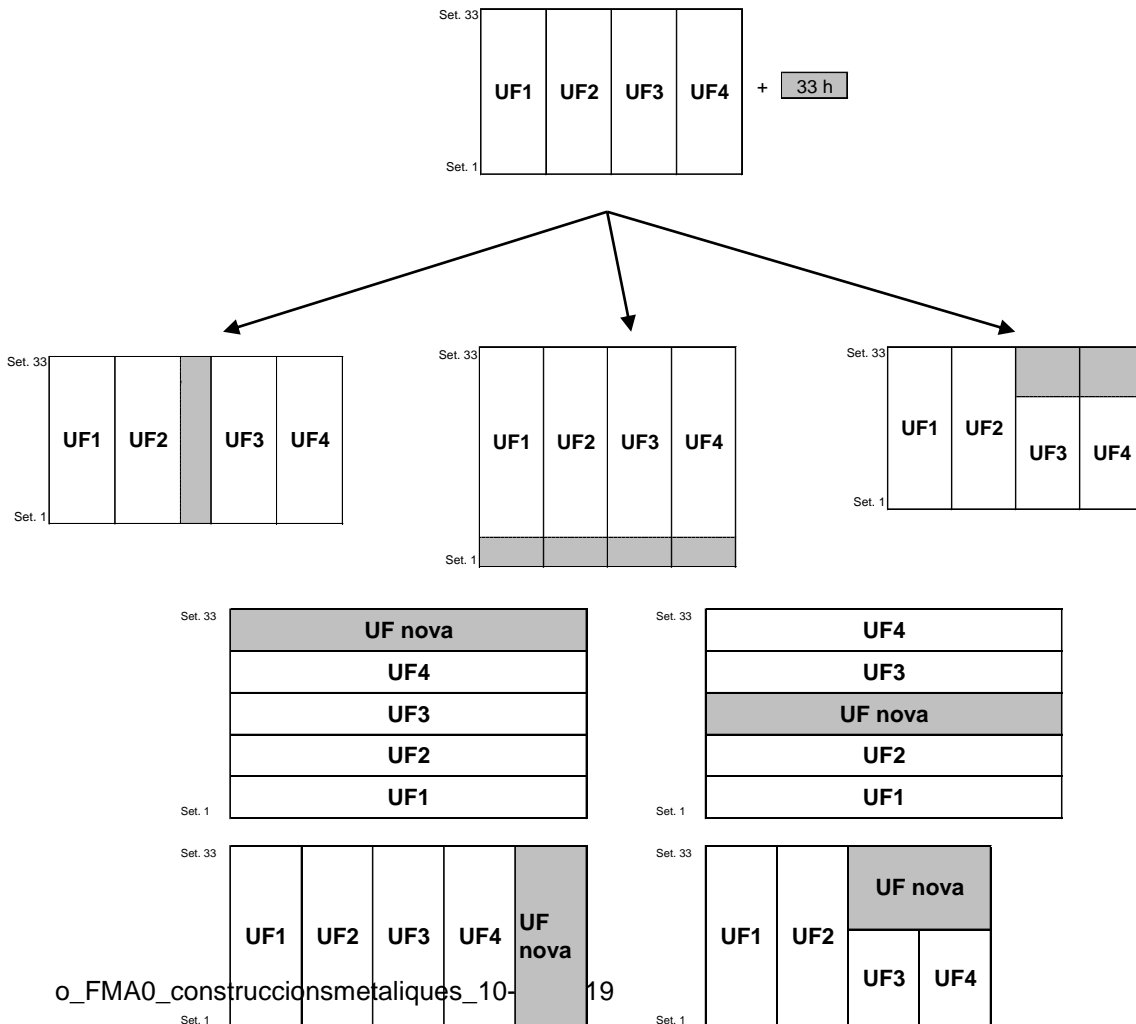 Set. 33
UF1 UF2 UF3 UF4 + 33 h
Set. 1
Set. 33
UF1 UF2 UF3 UF4
Set. 1
Set. 33
UF1 UF2 UF3 UF4
Set. 1
Set. 33
UF1 UF2 UF3 UF4
Set. 1
Set. 33
UF nova
UF4
UF3
UF2
UF1
Set. 1
Set. 33
UF4
UF3
UF nova
UF2
UF1
Set. 1
Set. 33
UF1 UF2 UF3 UF4 UF
nova
Set. 1
Set. 33
UF nova
UF1 UF2
UF3 UF4
Set. 1
o_FMA0_construccionsmetaliques_10- 19